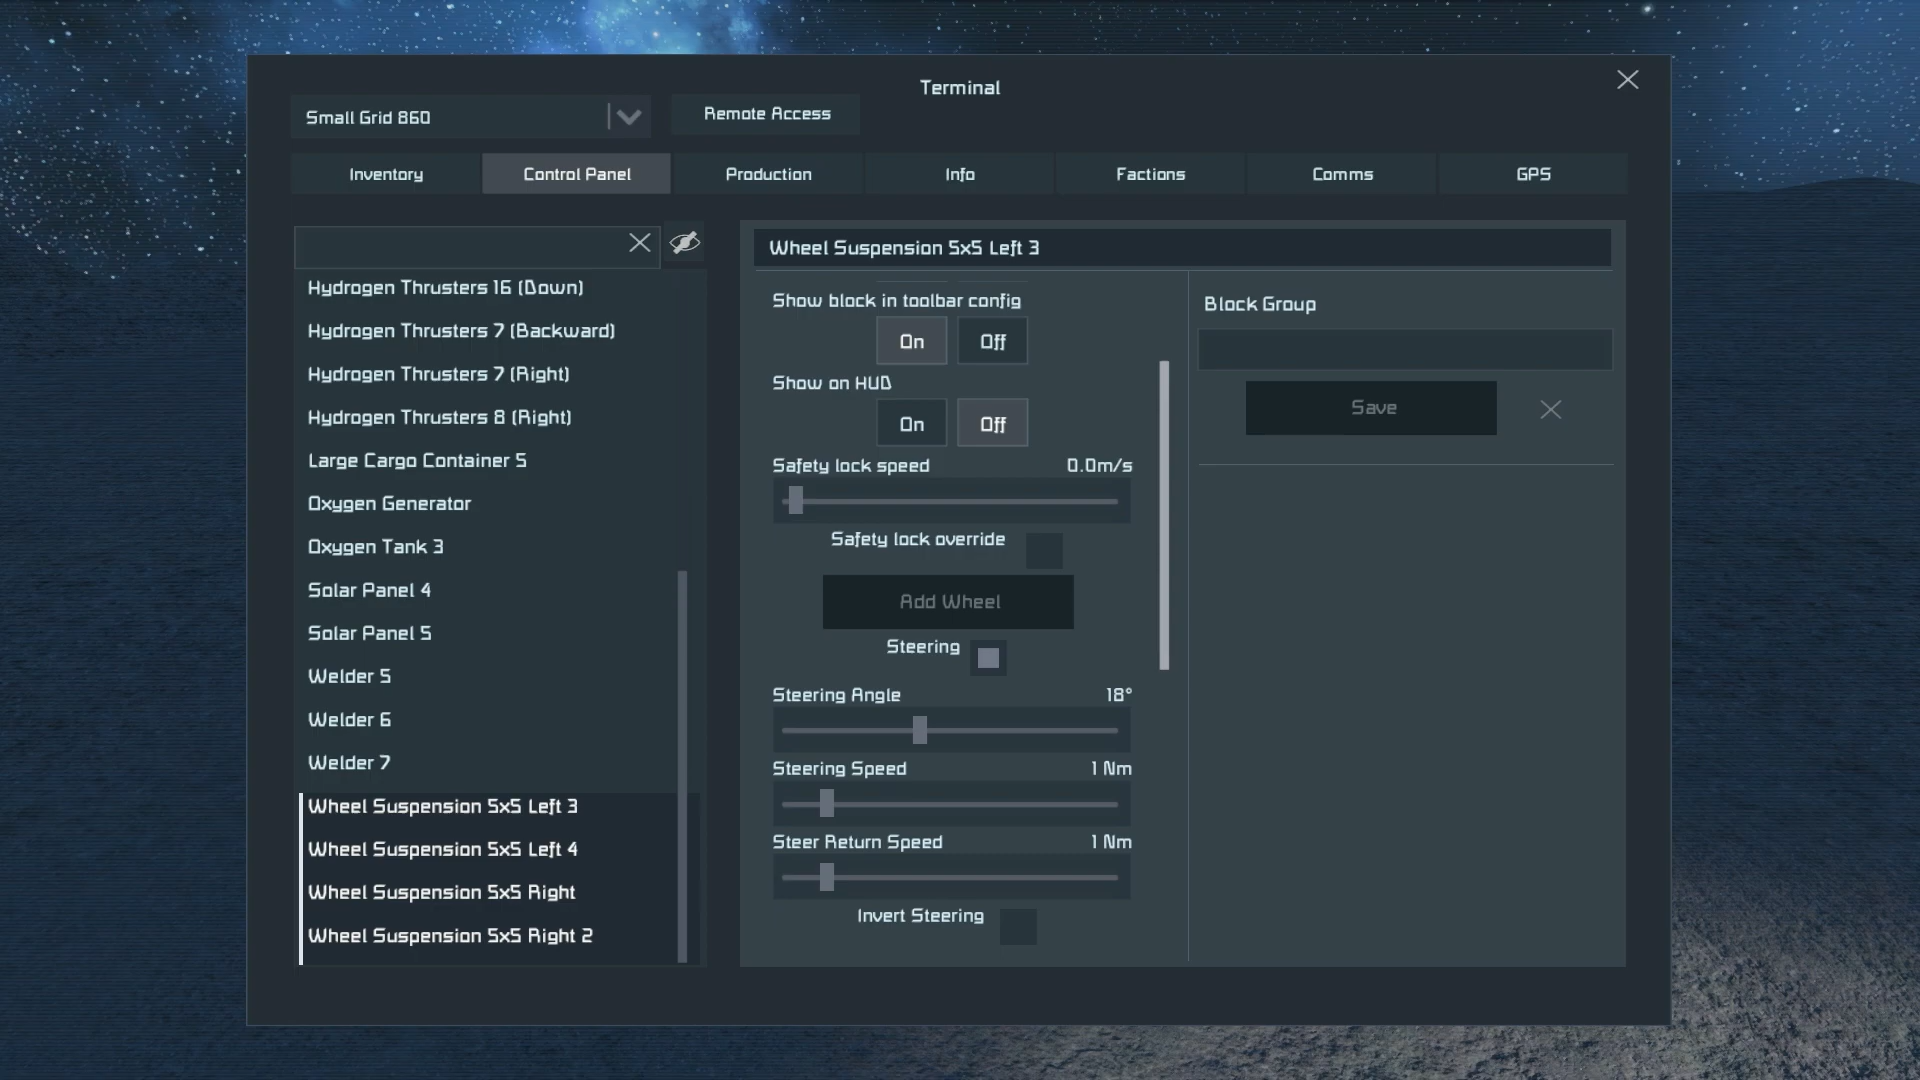 Terminal
Small Grid 860
Remote Access
Inventory
Control Panel
Production
Info
Factions
Comms
GPS
Hydrogen Thrusters 16 (Down)
Hydrogen Thrusters 7 (Backward)
Hydrogen Thrusters 7 (Right)
Hydrogen Thrusters 8 (Right)
Large Cargo Container 5
Oxygen Generator
Oxygen Tank 3
Solar Panel 4
Solar Panel 5
Welder 5
Welder 6
Welder 7
Wheel Suspension 5x5 Left 3
Wheel Suspension 5x5 Left 4
Wheel Suspension 5x5 Right
Wheel Suspension 5x5 Right 2
Wheel Suspension 5x5 Left 3
Show block in toolbar config
On Off
Show on HUD
On Off
Safety lock speed 0.0m/s
Safety lock override
Add Wheel
Steering
Steering Angle 18°
Steering Speed 1 Nm
Steer Return Speed 1 Nm
Invert Steering
Block Group
Save